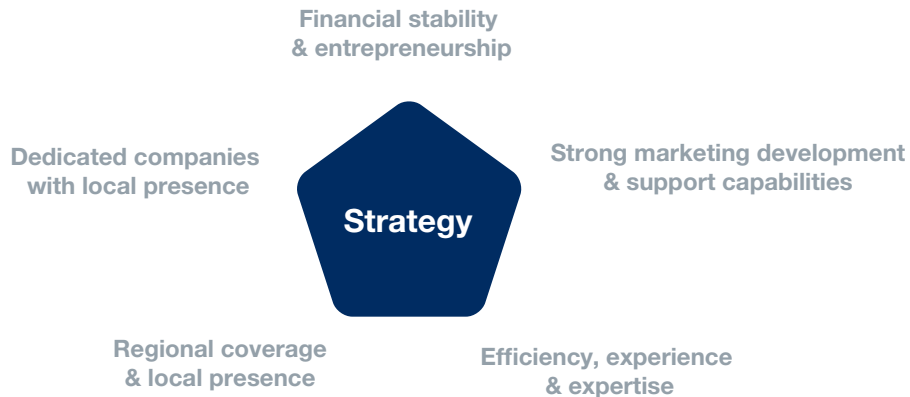 Financial stability
& entrepreneurship
Dedicated companies
with local presence
Strong marketing development
& support capabilities
Strategy
Regional coverage
& local presence
Efficiency, experience
& expertise